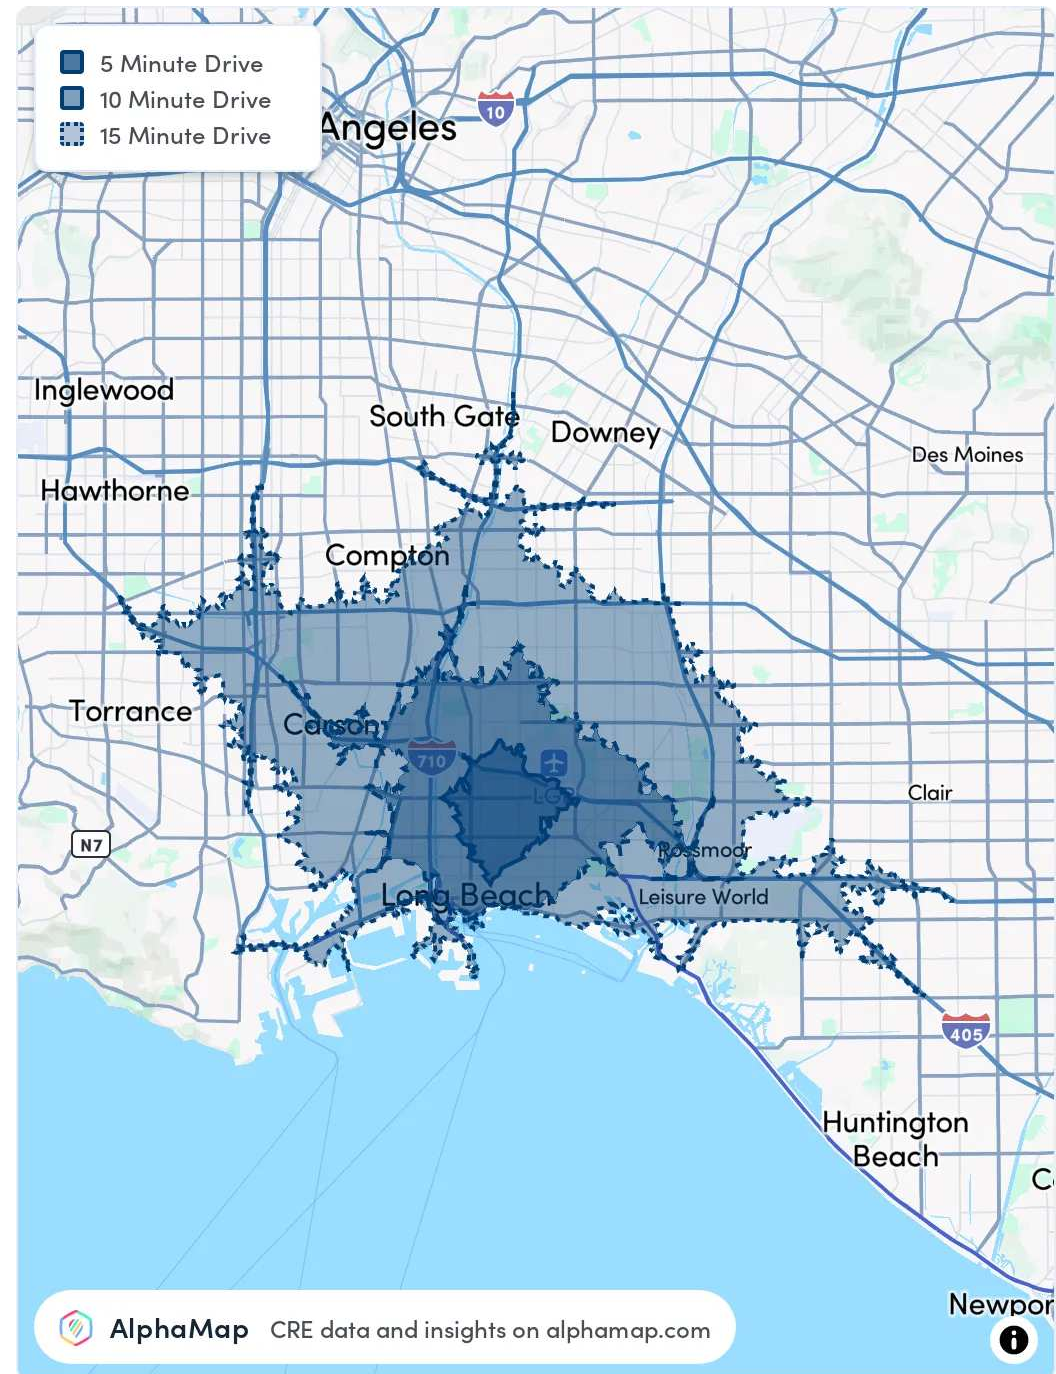 5 Minute Drive
10 Minute Drive
15 Minute Drive
Angeles
10
Inglewood
South Gate
Downey
Des Moines
Hawthorne
Compton
Torrance
Carson
710
Clair
N7
Rossmoor
Long Beach
Leisure World
405
Huntington
Beach
Newpor
AlphaMap CRE data and insights on alphamap.com